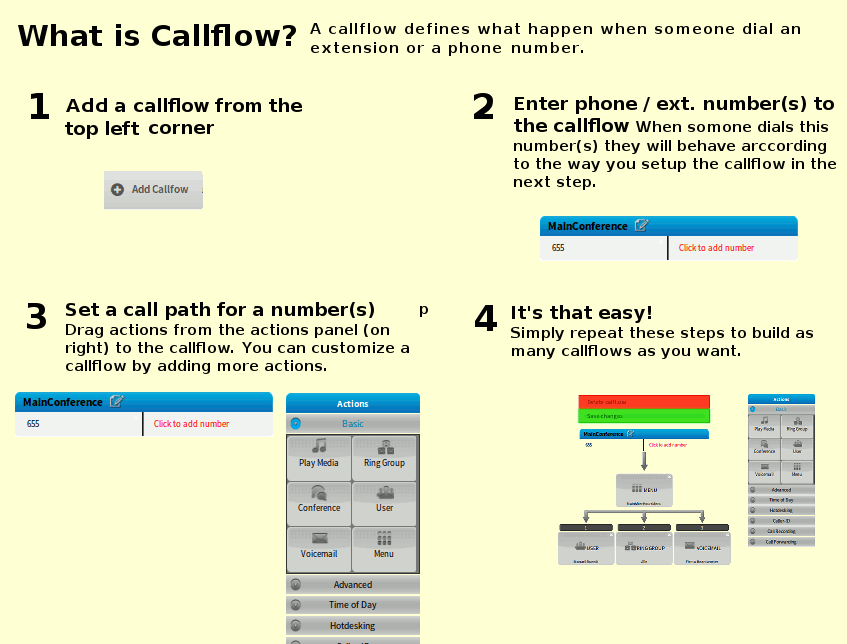 What is Callflow?
A callflow defines what happen when someone dial an
extension or a phone number.
1
Add a callflow from the
top left corner
Add Callfow
2
Enter phone / ext. number(s) to
the callflow When somone dials this
number(s) they will behave arccording
to the way you setup the callflow in the
next step.
MainConference
655
Click to add number
3
Set a call path for a number(s)
p
Drag actions from the actions panel (on
right) to the callflow. You can customize a
callflow by adding more actions.
MainConference
655
Click to add number
Actions
Basic
Play Media
Ring Group
Conference
User
Voicemail
Menu
Advanced
Time of Day
Hotdesking
4
It's that easy!
Simply repeat these steps to build as
many callflows as you want.
Delete callflow
Save changes
MainConference
655
Click to add number
MENU
1
2
3
USER
RING GROUP
VOICEMAIL
Actions
Basic
Play Media
Ring Group
Conference
User
Voicemail
Menu
Advanced
Time of Day
Hotdesking
Caller-ID
Call Recording
Call Forwarding